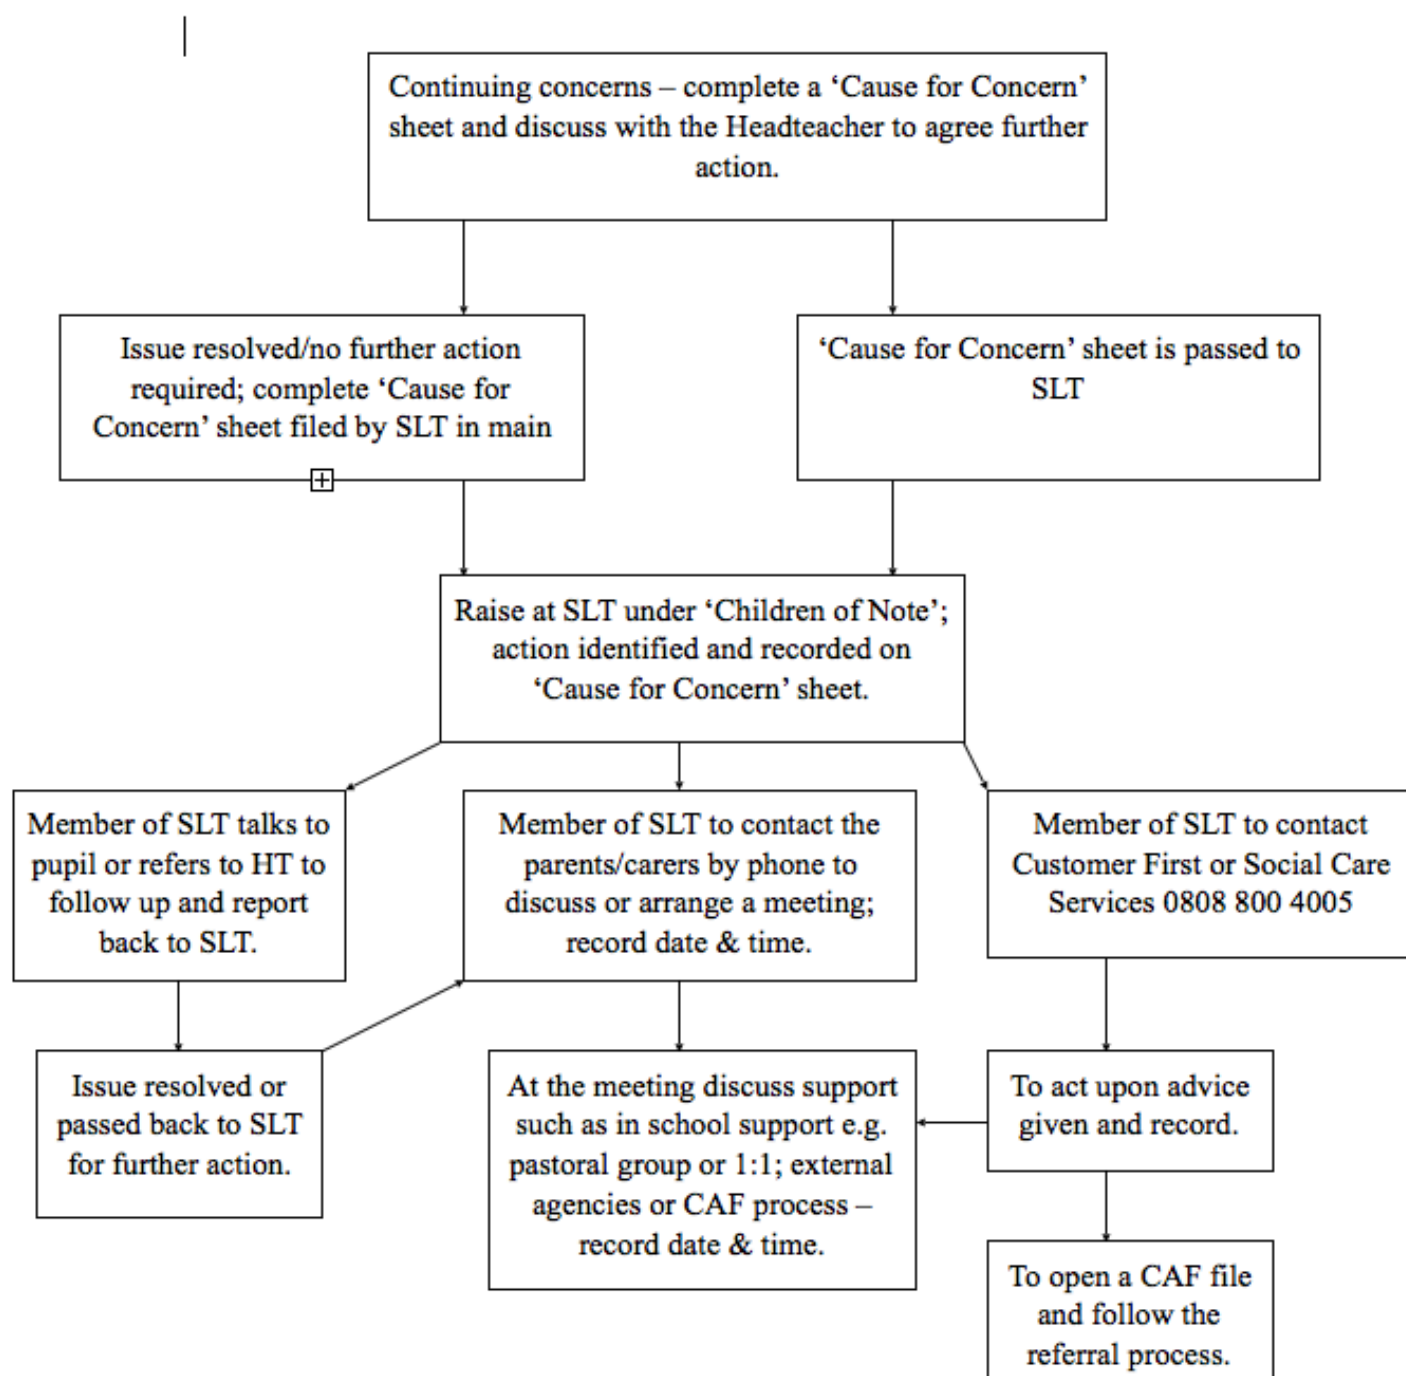 Continuing concerns – complete a ‘Cause for Concern’
sheet and discuss with the Headteacher to agree further
action.
Issue resolved/no further action
required; complete ‘Cause for
Concern’ sheet filed by SLT in main
‘Cause for Concern’ sheet is passed to
SLT
Raise at SLT under ‘Children of Note’;
action identified and recorded on
‘Cause for Concern’ sheet.
Member of SLT talks to
pupil or refers to HT to
follow up and report
back to SLT.
Member of SLT to contact the
parents/carers by phone to
discuss or arrange a meeting;
record date & time.
Member of SLT to contact
Customer First or Social Care
Services 0808 800 4005
Issue resolved or
passed back to SLT
for further action.
At the meeting discuss support
such as in school support e.g.
pastoral group or 1:1; external
agencies or CAF process –
record date & time.
To act upon advice
given and record.
To open a CAF file
and follow the
referral process.